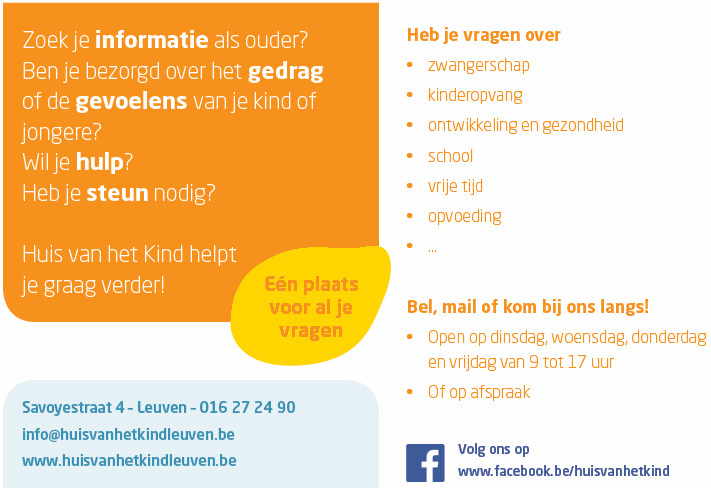 Zoek je informatie als ouder?
Ben je bezorgd over het gedrag
of de gevoelens van je kind of
jongere?
Wil je hulp?
Heb je steun nodig?
Huis van het Kind helpt
je graag verder!
Eén plaats
voor al je
vragen
Savoyestraat 4 – Leuven – 016 27 24 90
info@huisvanhetkindleuven.be
www.huisvanhetkindleuven.be
Heb je vragen over
• zwangerschap
• kinderopvang
• ontwikkeling en gezondheid
• school
• vrije tijd
• opvoeding
• ...
Bel, mail of kom bij ons langs!
• Open op dinsdag, woensdag, donderdag
en vrijdag van 9 tot 17 uur
• Of op afspraak
Volg ons op
www.facebook.be/huisvanhetkind